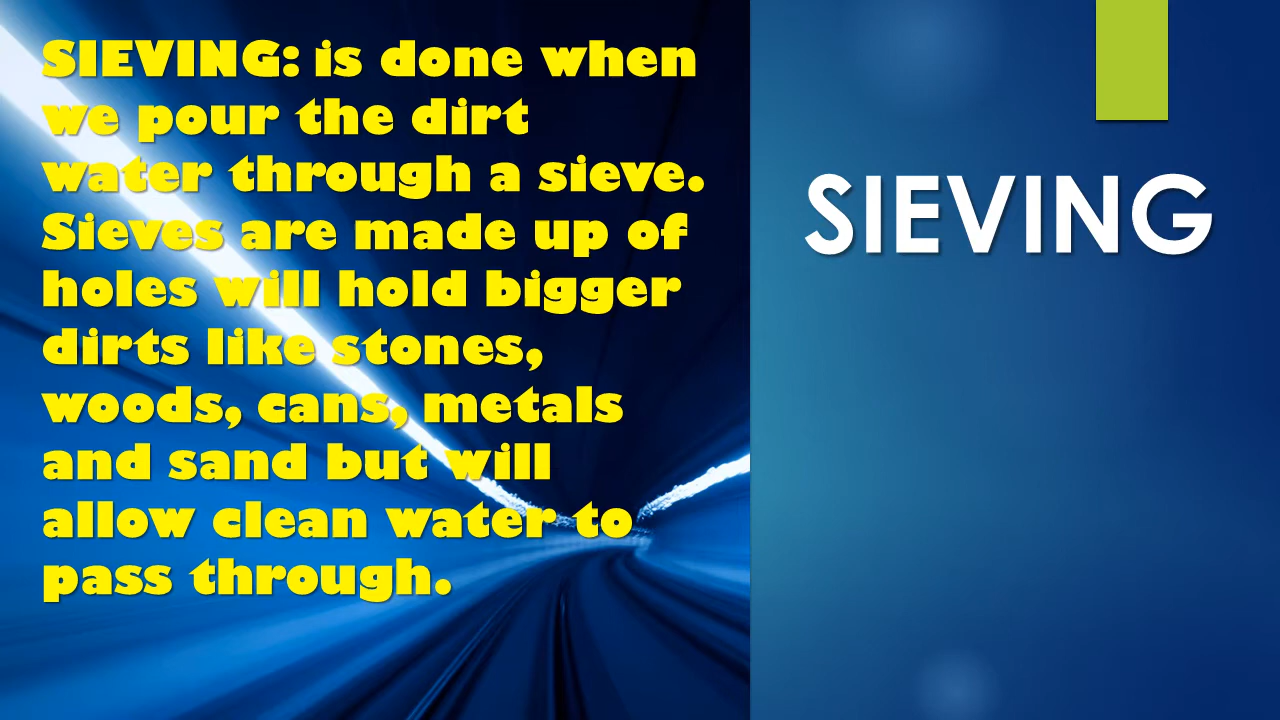 SIEVING: is done when
we pour the dirt
water through a sieve.
Sieves are made up of
holes will hold bigger
dirts like stones,
woods, cans, metals
and sand but will
allow clean water to
pass through.
SIEVING